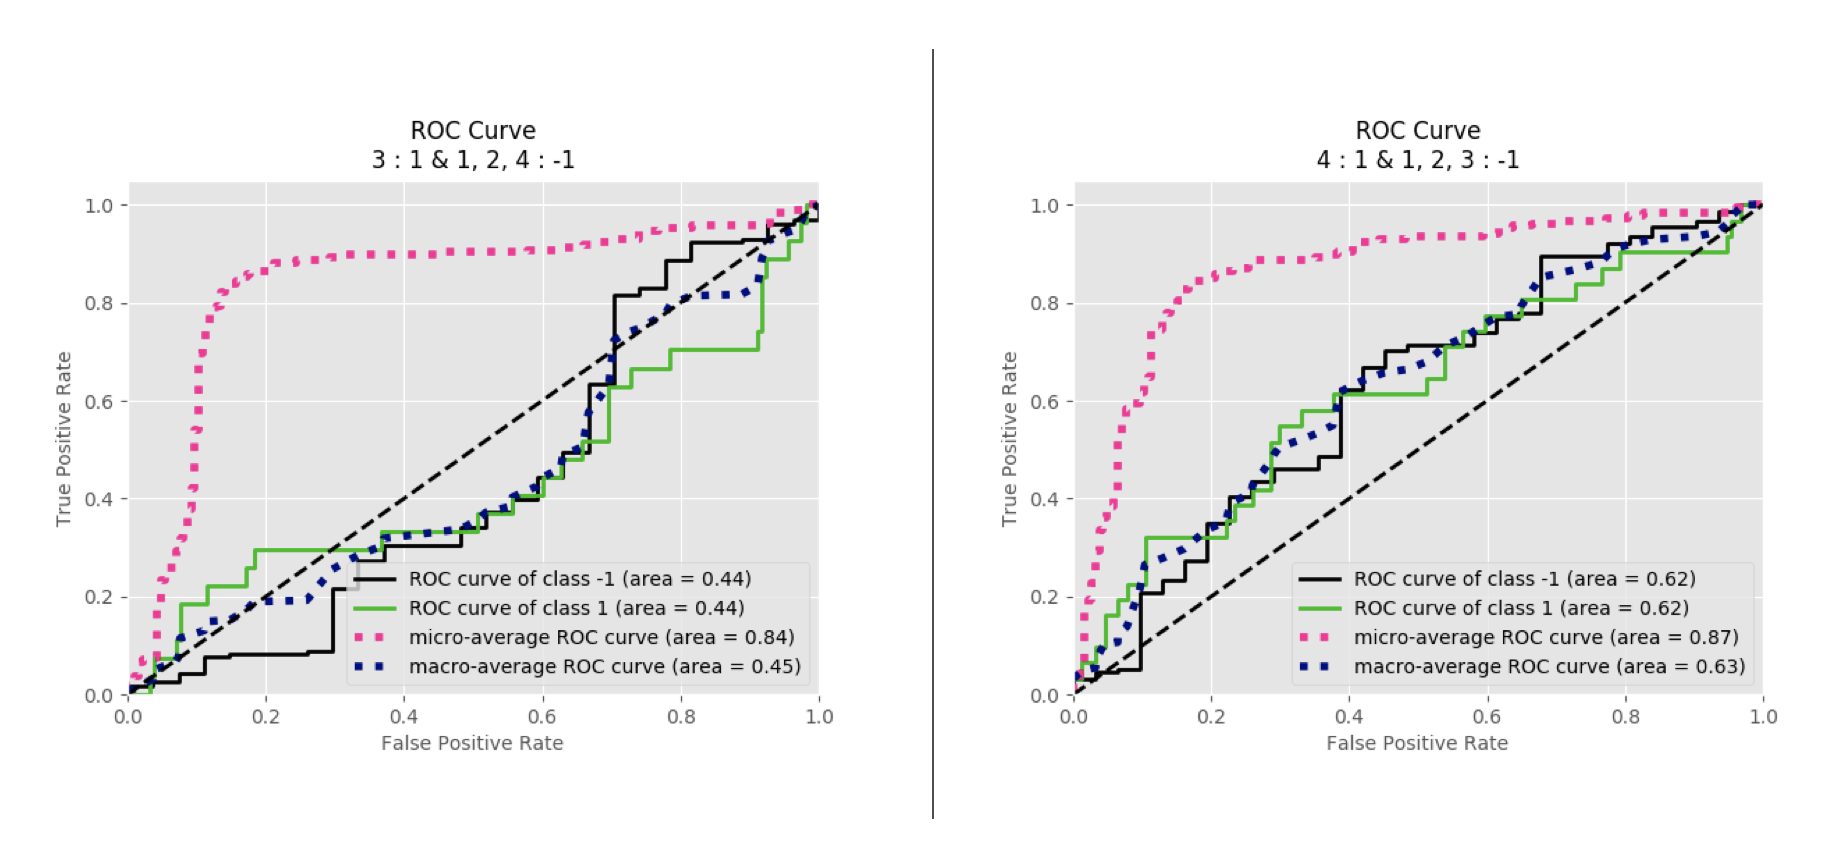 ROC Curve
3 : 1 & 1, 2, 4 : -1
True Positive Rate
1.0
0.8
0.6
0.4
0.2
0.0
ROC curve of class -1 (area = 0.44)
ROC curve of class 1 (area = 0.44)
micro-average ROC curve (area = 0.84)
macro-average ROC curve (area = 0.45)
0.0 0.2 0.4 0.6 0.8 1.0
False Positive Rate
ROC Curve
4 : 1 & 1, 2, 3 : -1
True Positive Rate
1.0
0.8
0.6
0.4
0.2
0.0
ROC curve of class -1 (area = 0.62)
ROC curve of class 1 (area = 0.62)
micro-average ROC curve (area = 0.87)
macro-average ROC curve (area = 0.63)
0.0 0.2 0.4 0.6 0.8 1.0
False Positive Rate